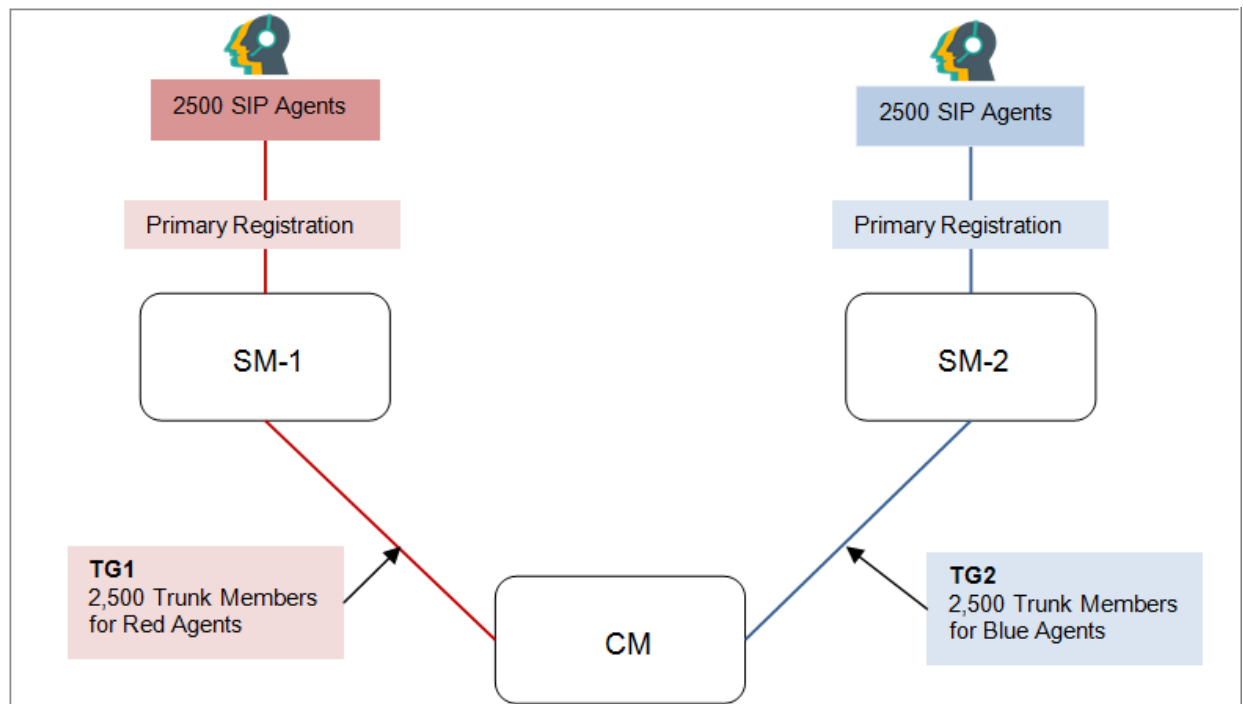 2500 SIP Agents
2500 SIP Agents
Primary Registration
Primary Registration
SM-1
SM-2
TG1
2,500 Trunk Members
for Red Agents
TG2
2,500 Trunk Members
for Blue Agents
CM